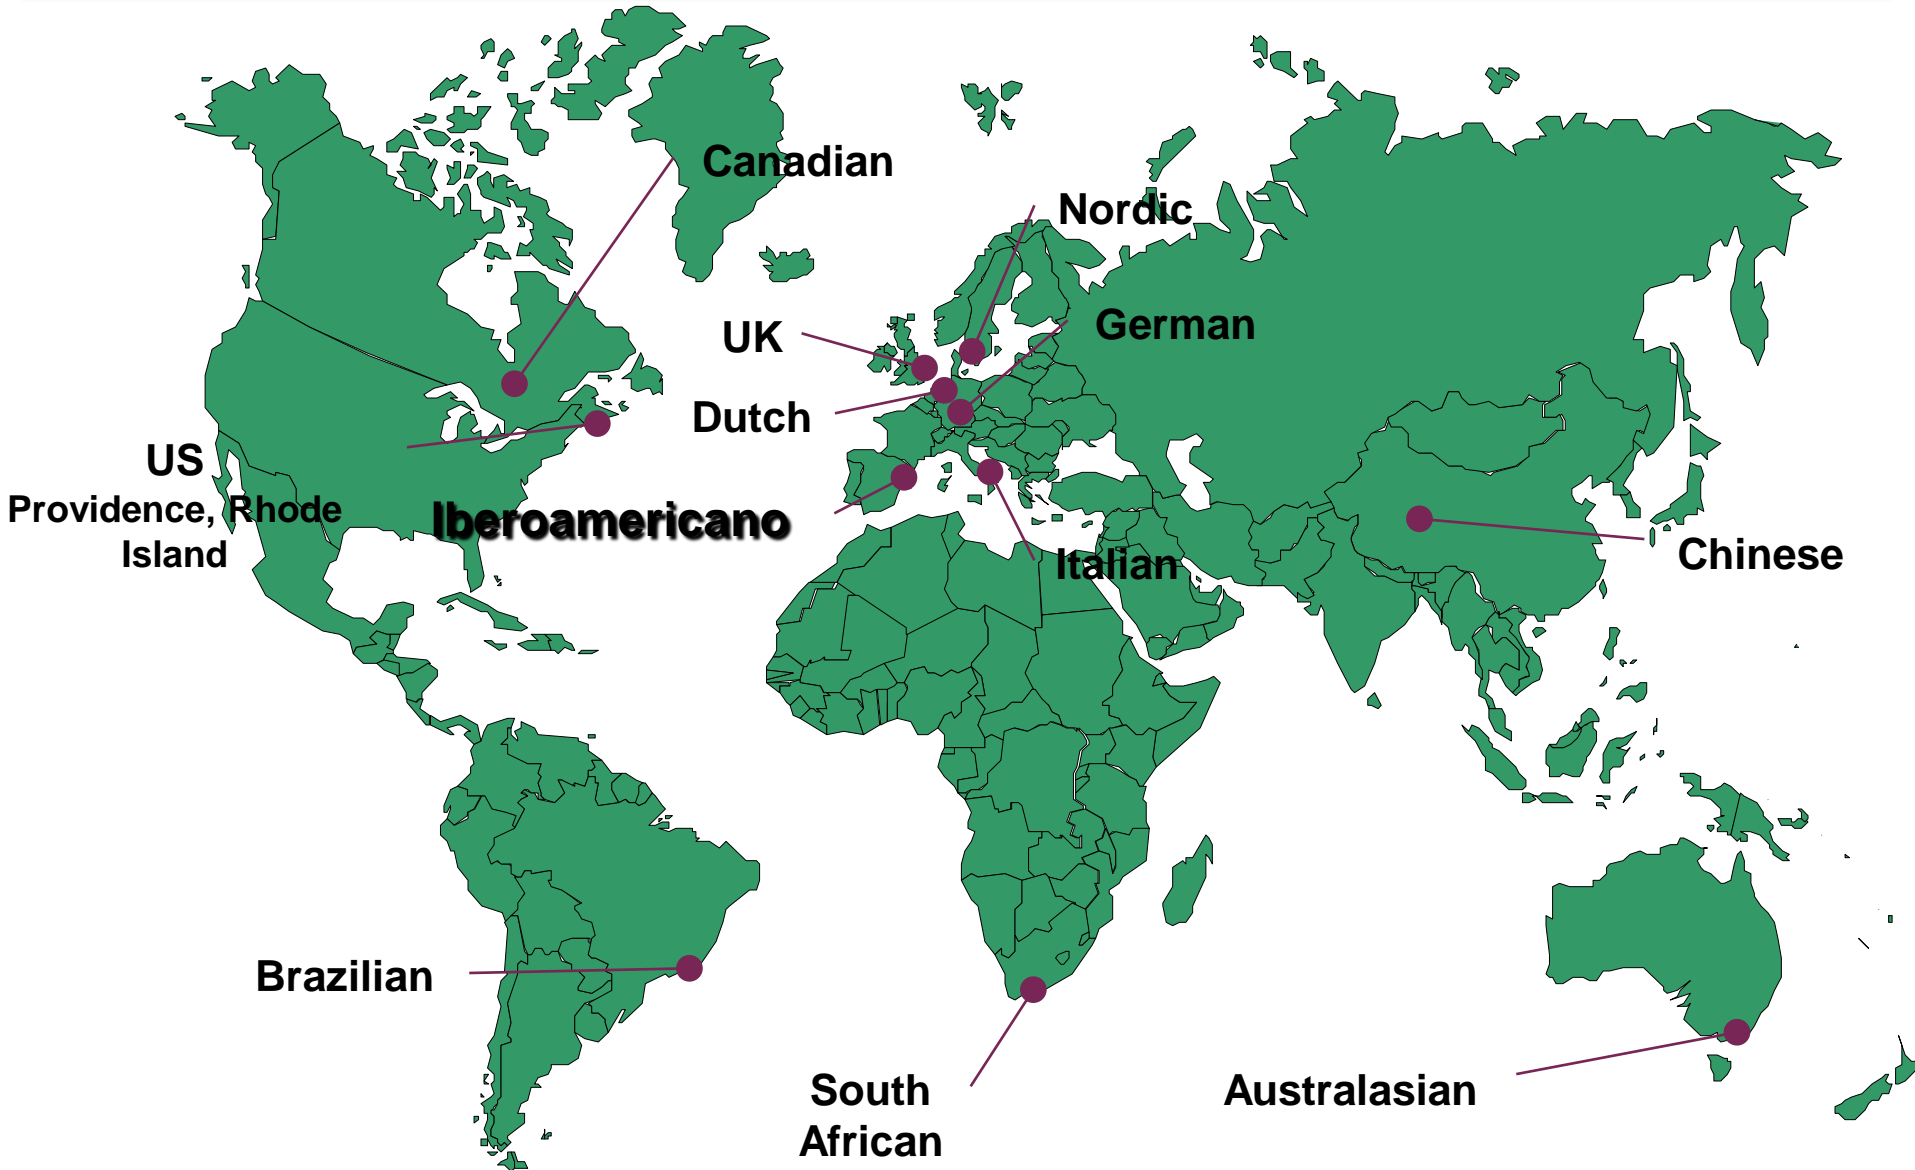 Canadian
Nordic
German
UK
Dutch
US
Providence, Rhode
Island
Iberoamericano
Italian
Chinese
Brazilian
South
African
Australasian